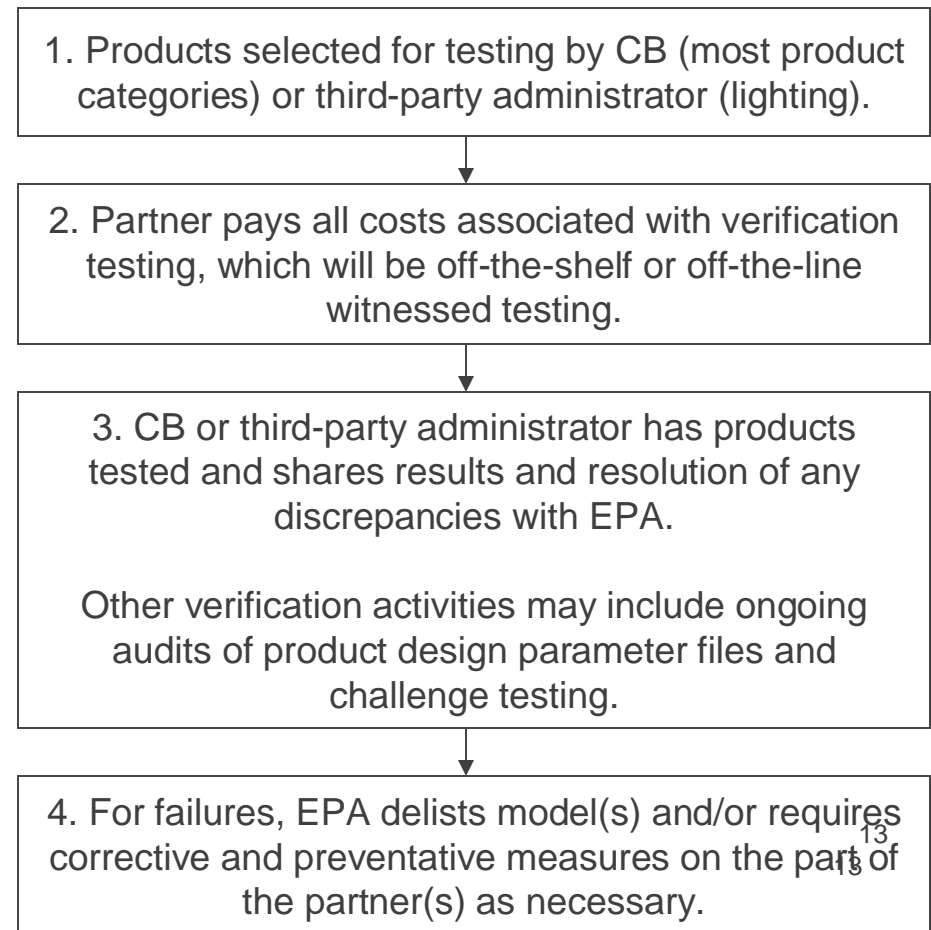 1. Products selected for testing by CB (most product
categories) or third-party administrator (lighting).
2. Partner pays all costs associated with verification
testing, which will be off-the-shelf or off-the-line
witnessed testing.
3. CB or third-party administrator has products
tested and shares results and resolution of any
discrepancies with EPA.
Other verification activities may include ongoing
audits of product design parameter files and
challenge testing.
4. For failures, EPA delists model(s) and/or requires
13
corrective and preventative measures on the part of
13
the partner(s) as necessary.